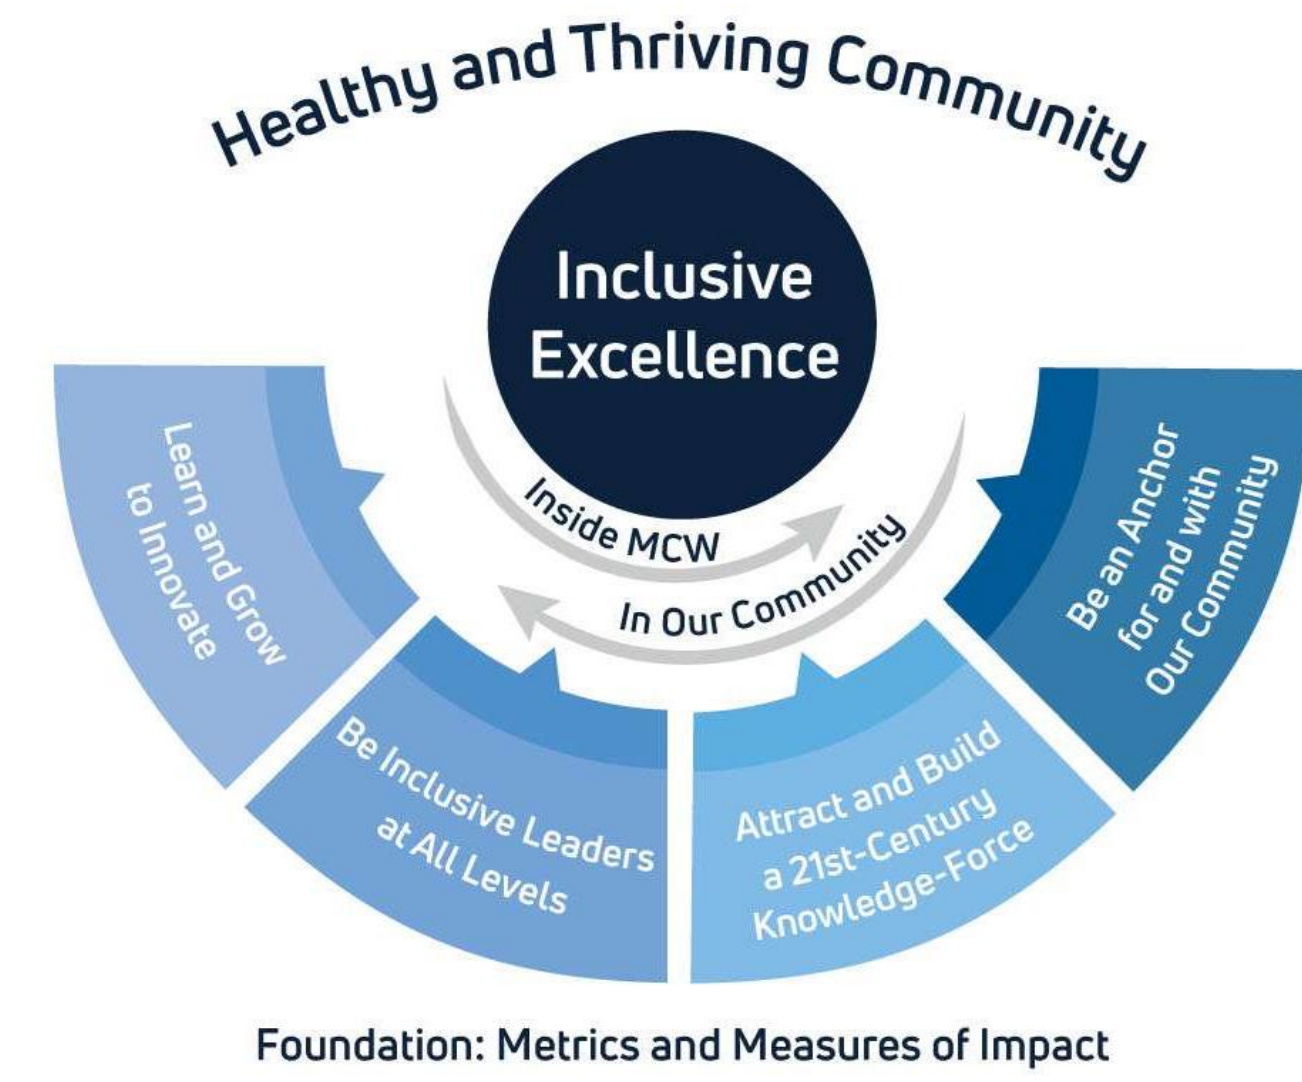 Healthy and Thriving Community
Inclusive
Excellence
Inside MCW
In Our Community
Learn and Grow
to Innovate
Be Inclusive Leaders
at All Levels
Attract and Build
a 21st-Century
Knowledge-Force
Be an Anchor
for and with
Our Community
Foundation: Metrics and Measures of Impact